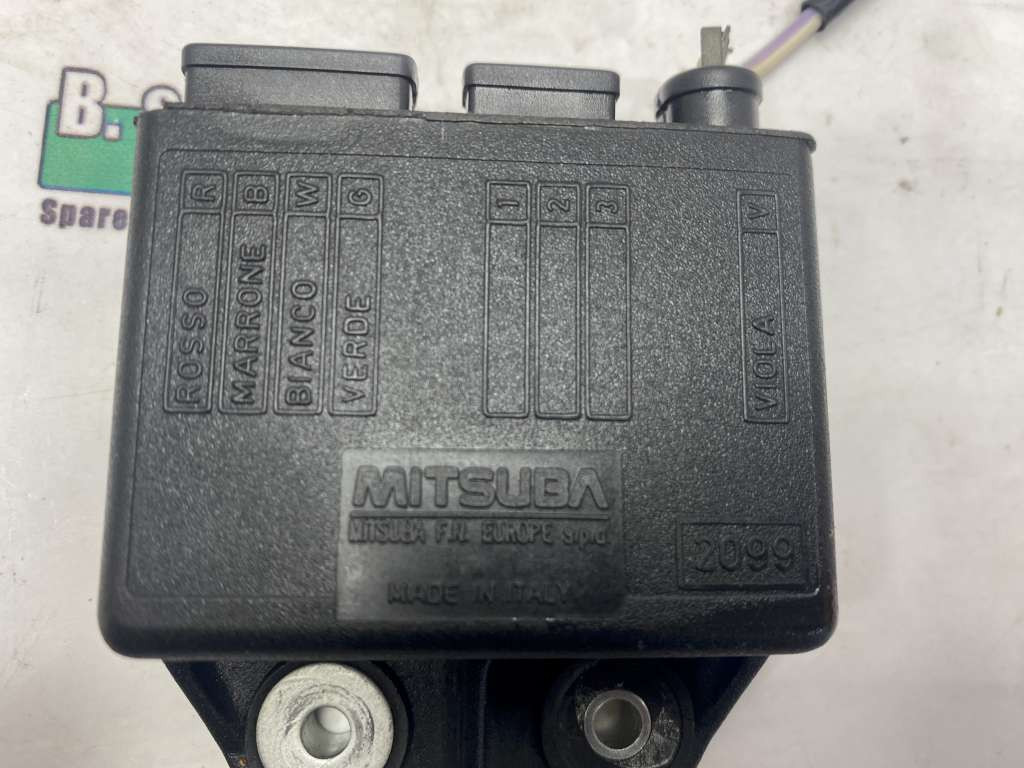 B. S
Spare
R
ROSSO
B
MARRONE
W
BIANCO
G
VERDE
1
2
3
V
VIOLA
MITSUBA
MITSUBA F.N. EUROPE s.p.a.
MADE IN ITALY
2099